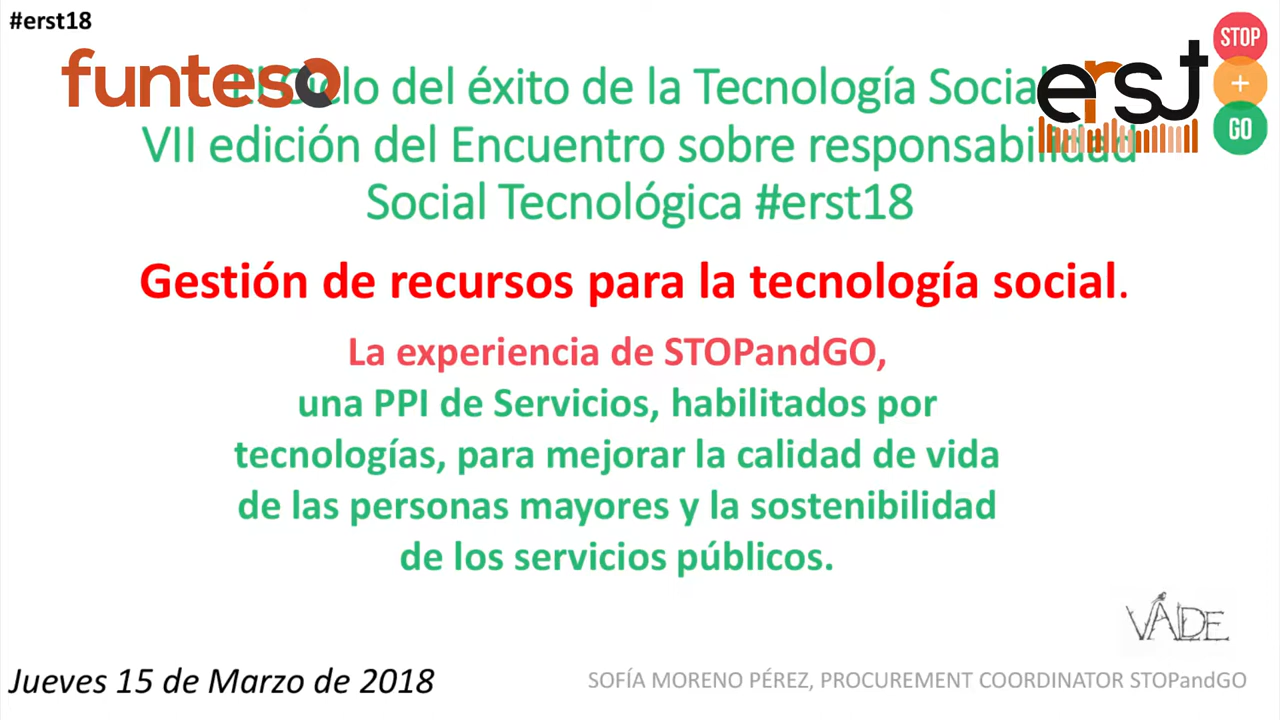 #erst18
funteso
erst
STOP
+
GO
El Ciclo del éxito de la Tecnología Social
VII edición del Encuentro sobre responsabilidad
Social Tecnológica #erst18
Gestión de recursos para la tecnología social.
La experiencia de STOPandGO,
una PPI de Servicios, habilitados por
tecnologías, para mejorar la calidad de vida
de las personas mayores y la sostenibilidad
de los servicios públicos.
VÁDE
Jueves 15 de Marzo de 2018
SOFÍA MORENO PÉREZ, PROCUREMENT COORDINATOR STOPandGO